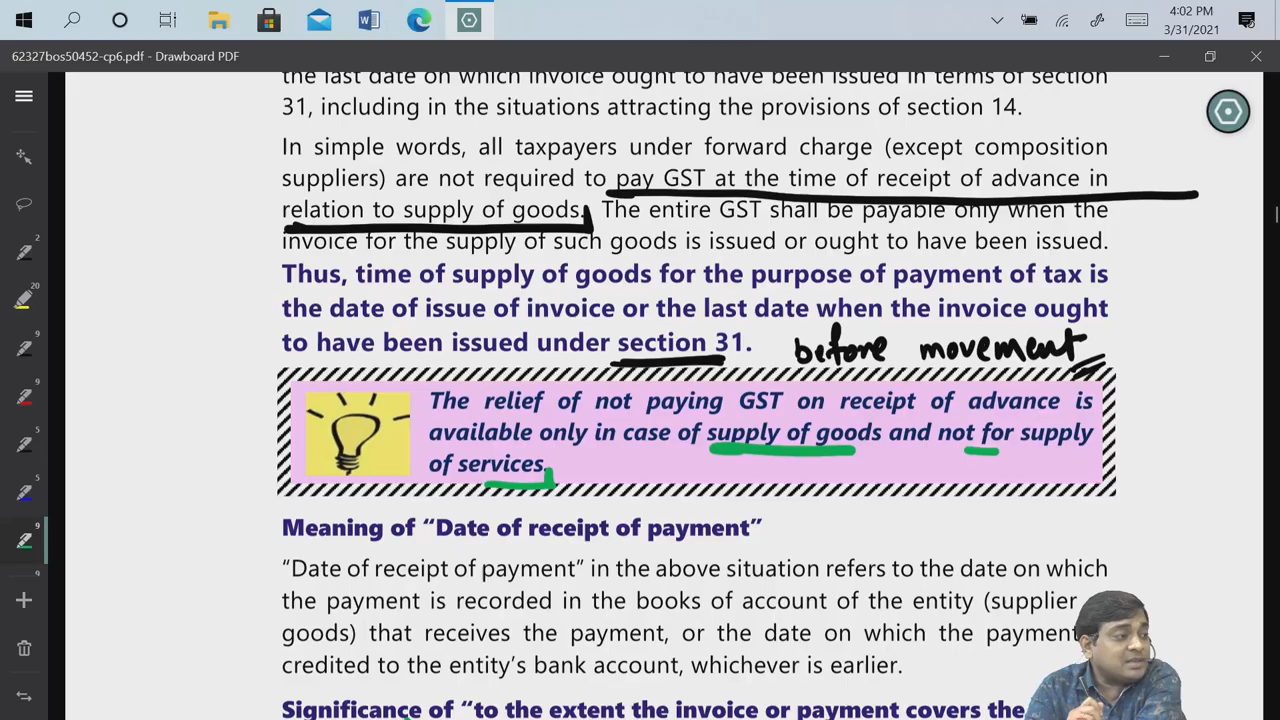 4:02 PM
3/31/2021
62327bos50452-cp6.pdf - Drawboard PDF
the last date on which invoice ought to have been issued in terms of section
31, including in the situations attracting the provisions of section 14.
In simple words, all taxpayers under forward charge (except composition
suppliers) are not required to pay GST at the time of receipt of advance in
relation to supply of goods. The entire GST shall be payable only when the
invoice for the supply of such goods is issued or ought to have been issued.
Thus, time of supply of goods for the purpose of payment of tax is
the date of issue of invoice or the last date when the invoice ought
to have been issued under section 31. before movement
The relief of not paying GST on receipt of advance is
available only in case of supply of goods and not for supply
of services.
Meaning of “Date of receipt of payment”
“Date of receipt of payment” in the above situation refers to the date on which
the payment is recorded in the books of account of the entity (supplier
goods) that receives the payment, or the date on which the payment
credited to the entity’s bank account, whichever is earlier.
Significance of “to the extent the invoice or payment covers the
2
20
9
9
5
5
9
9